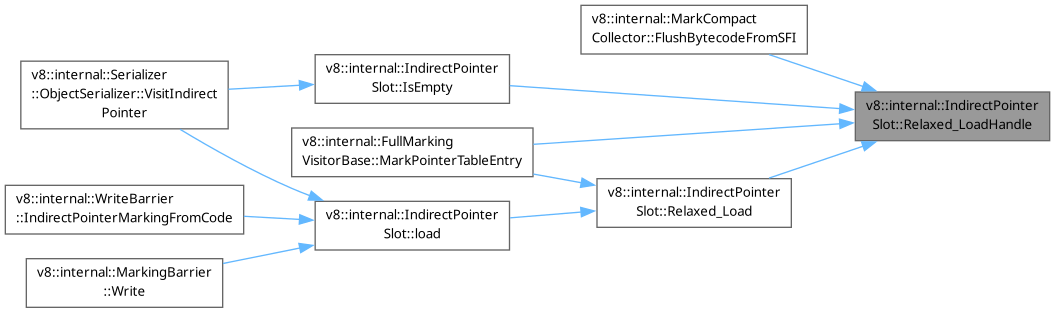 v8::internal::MarkCompact
Collector::FlushBytecodeFromSFI
v8::internal::Serializer
::ObjectSerializer::VisitIndirect
Pointer
v8::internal::IndirectPointer
Slot::IsEmpty
v8::internal::IndirectPointer
Slot::Relaxed_LoadHandle
v8::internal::FullMarking
VisitorBase::MarkPointerTableEntry
v8::internal::WriteBarrier
::IndirectPointerMarkingFromCode
v8::internal::IndirectPointer
Slot::load
v8::internal::IndirectPointer
Slot::Relaxed_Load
v8::internal::MarkingBarrier
::Write